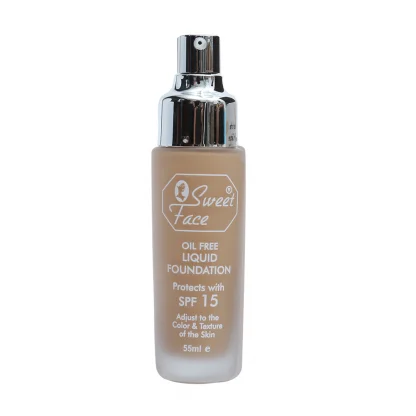 Sweet®
Face
OIL FREE
LIQUID
FOUNDATION
Protects with
SPF 15
Adjust to the
Color & Texture
of the Skin
55ml e